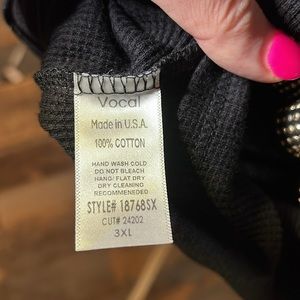 Vocal
Made in U.S.A.
100% COTTON
HAND WASH COLD
DO NOT BLEACH
HANG/ FLAT DRY
DRY CLEANING
RECOMMENEDED
STYLE# 18768SX
CUT# 24202
3XL